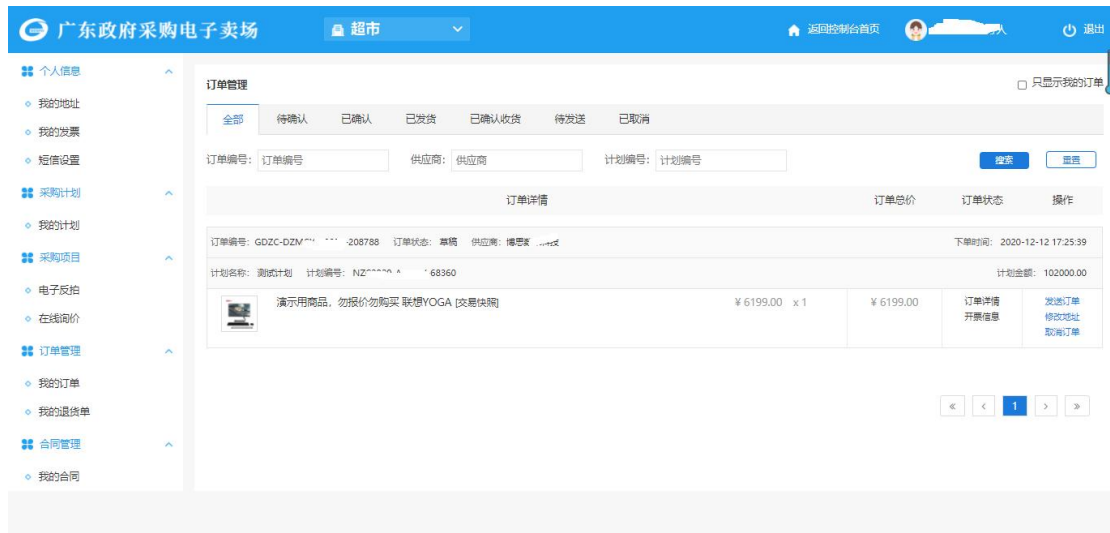 广东政府采购电子卖场
超市
返回控制台首页
人
退出
个人信息
我的地址
我的发票
短信设置
采购计划
我的计划
采购项目
电子反拍
在线询价
订单管理
我的订单
我的退货单
合同管理
我的合同
订单管理
只显示我的订单
全部 待确认 已确认 已发货 已确认收货 待发送 已取消
订单编号: 订单编号 供应商: 供应商 计划编号: 计划编号 搜索 重置
订单详情 订单总价 订单状态 操作
订单编号: GDZC-DZM -208788 订单状态: 草稿 供应商: 博思 下单时间: 2020-12-12 17:25:39
计划名称: 测试计划 计划编号: 68360 计划金额: 102000.00
演示用商品，勿报价勿购买 联想YOGA [交易快照] ¥ 6199.00 x 1 ¥ 6199.00 订单详情 发送订单
开票信息 修改地址
取消订单
« < 1 > »